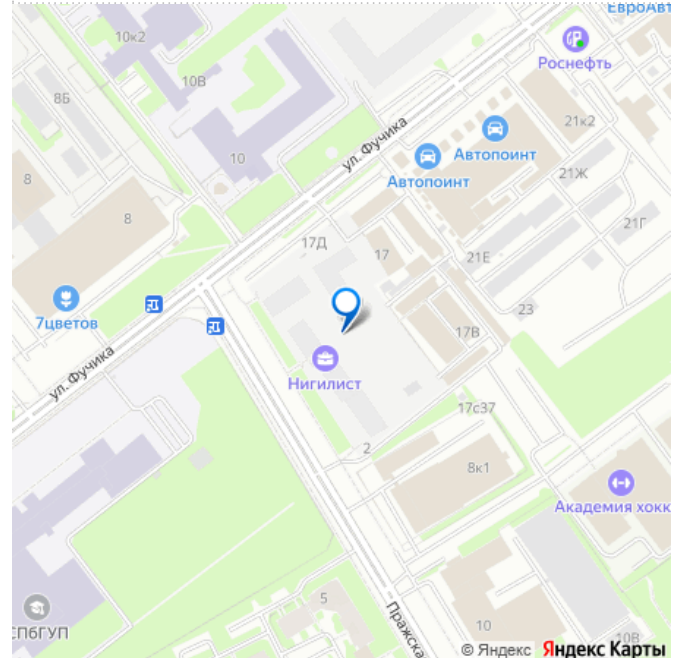 ЕвроАвт
10к2
Роснефть
10В
8Б
ул. Фучика
21к2
Автопоинт
10
Автопоинт
21Ж
8
8
21Г
17Д
17
21Е
7цветов
23
17В
ул. Фучика
Нигилист
17с37
2
8к1
Академия хокк
5
СПбГУП
Пражска
10
10В
© Яндекс Яндекс Карты